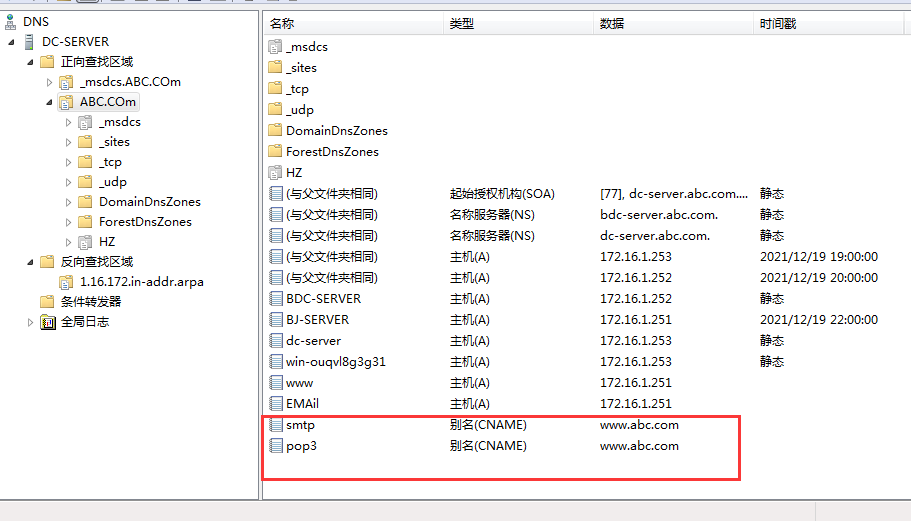 DNS
DC-SERVER
正向查找区域
_msdcs.ABC.COm
ABC.COm
_msdcs
_sites
_tcp
_udp
DomainDnsZones
ForestDnsZones
HZ
反向查找区域
1.16.172.in-addr.arpa
条件转发器
全局日志
名称 类型 数据 时间戳
_msdcs
_sites
_tcp
_udp
DomainDnsZones
ForestDnsZones
HZ
(与父文件夹相同) 起始授权机构(SOA) [77], dc-server.abc.com.... 静态
(与父文件夹相同) 名称服务器(NS) bdc-server.abc.com. 静态
(与父文件夹相同) 名称服务器(NS) dc-server.abc.com. 静态
(与父文件夹相同) 主机(A) 172.16.1.253 2021/12/19 19:00:00
(与父文件夹相同) 主机(A) 172.16.1.252 2021/12/19 20:00:00
BDC-SERVER 主机(A) 172.16.1.252 静态
BJ-SERVER 主机(A) 172.16.1.251 2021/12/19 22:00:00
dc-server 主机(A) 172.16.1.253 静态
win-ouqvl8g3g31 主机(A) 172.16.1.253 静态
www 主机(A) 172.16.1.251
EMAil 主机(A) 172.16.1.251
smtp 别名(CNAME) www.abc.com
pop3 别名(CNAME) www.abc.com